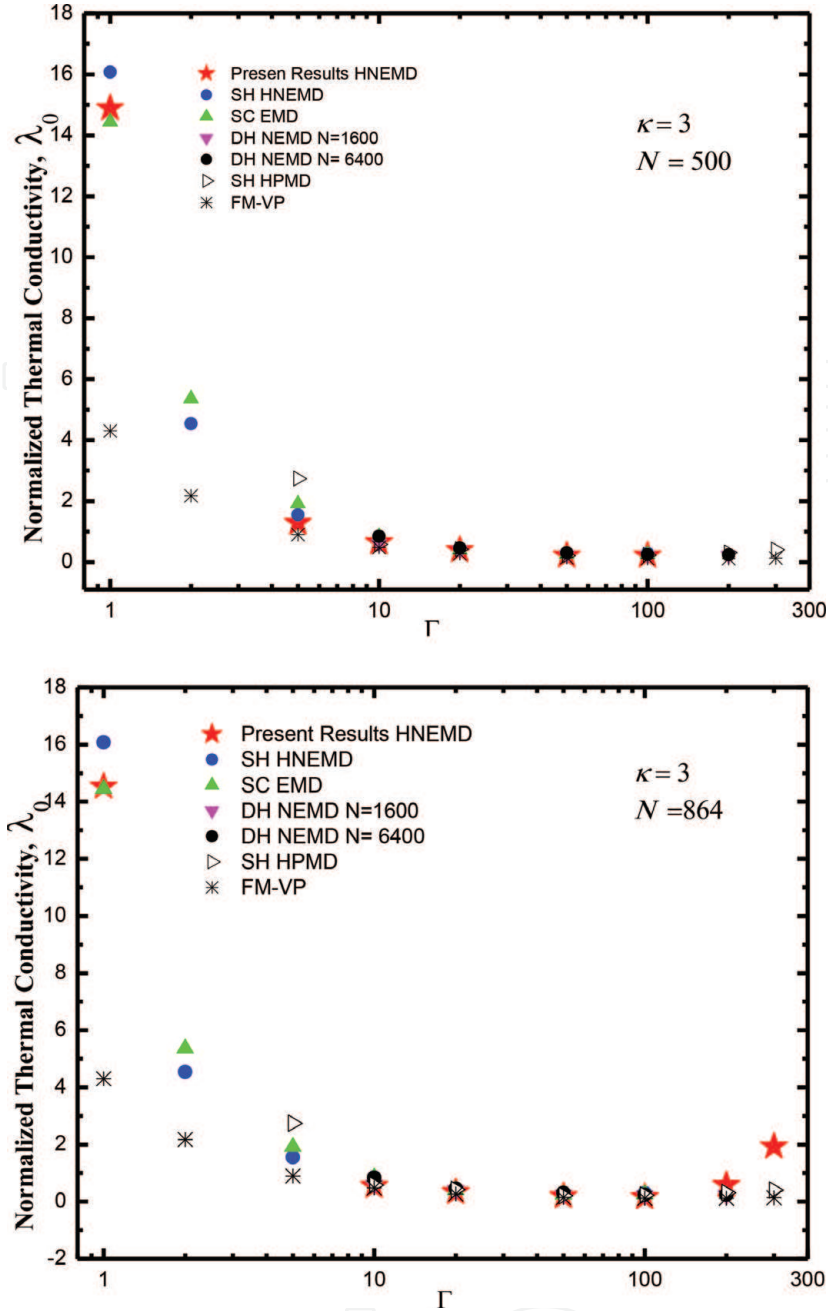 18
16
14
12
10
8
6
4
2
0
Normalized Thermal Conductivity, λ0
Presen Results HNEMD
SH HNEMD
SC EMD
DH NEMD N=1600
DH NEMD N= 6400
SH HPMD
FM-VP
κ = 3
N = 500
1
10
100
300
Γ
18
16
14
12
10
8
6
4
2
0
-2
Normalized Thermal Conductivity, λ0
Present Results HNEMD
SH HNEMD
SC EMD
DH NEMD N=1600
DH NEMD N= 6400
SH HPMD
FM-VP
κ = 3
N =864
1
10
100
300
Γ